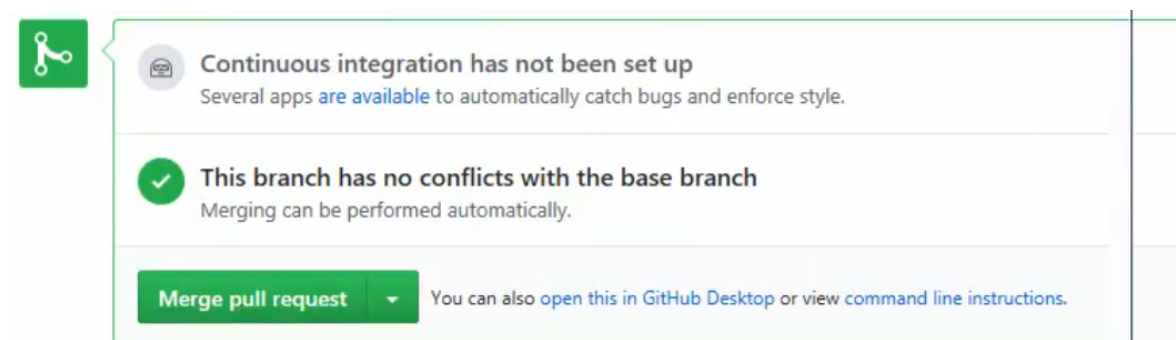 Continuous integration has not been set up
Several apps are available to automatically catch bugs and enforce style.
This branch has no conflicts with the base branch
Merging can be performed automatically.
Merge pull request You can also open this in GitHub Desktop or view command line instructions.